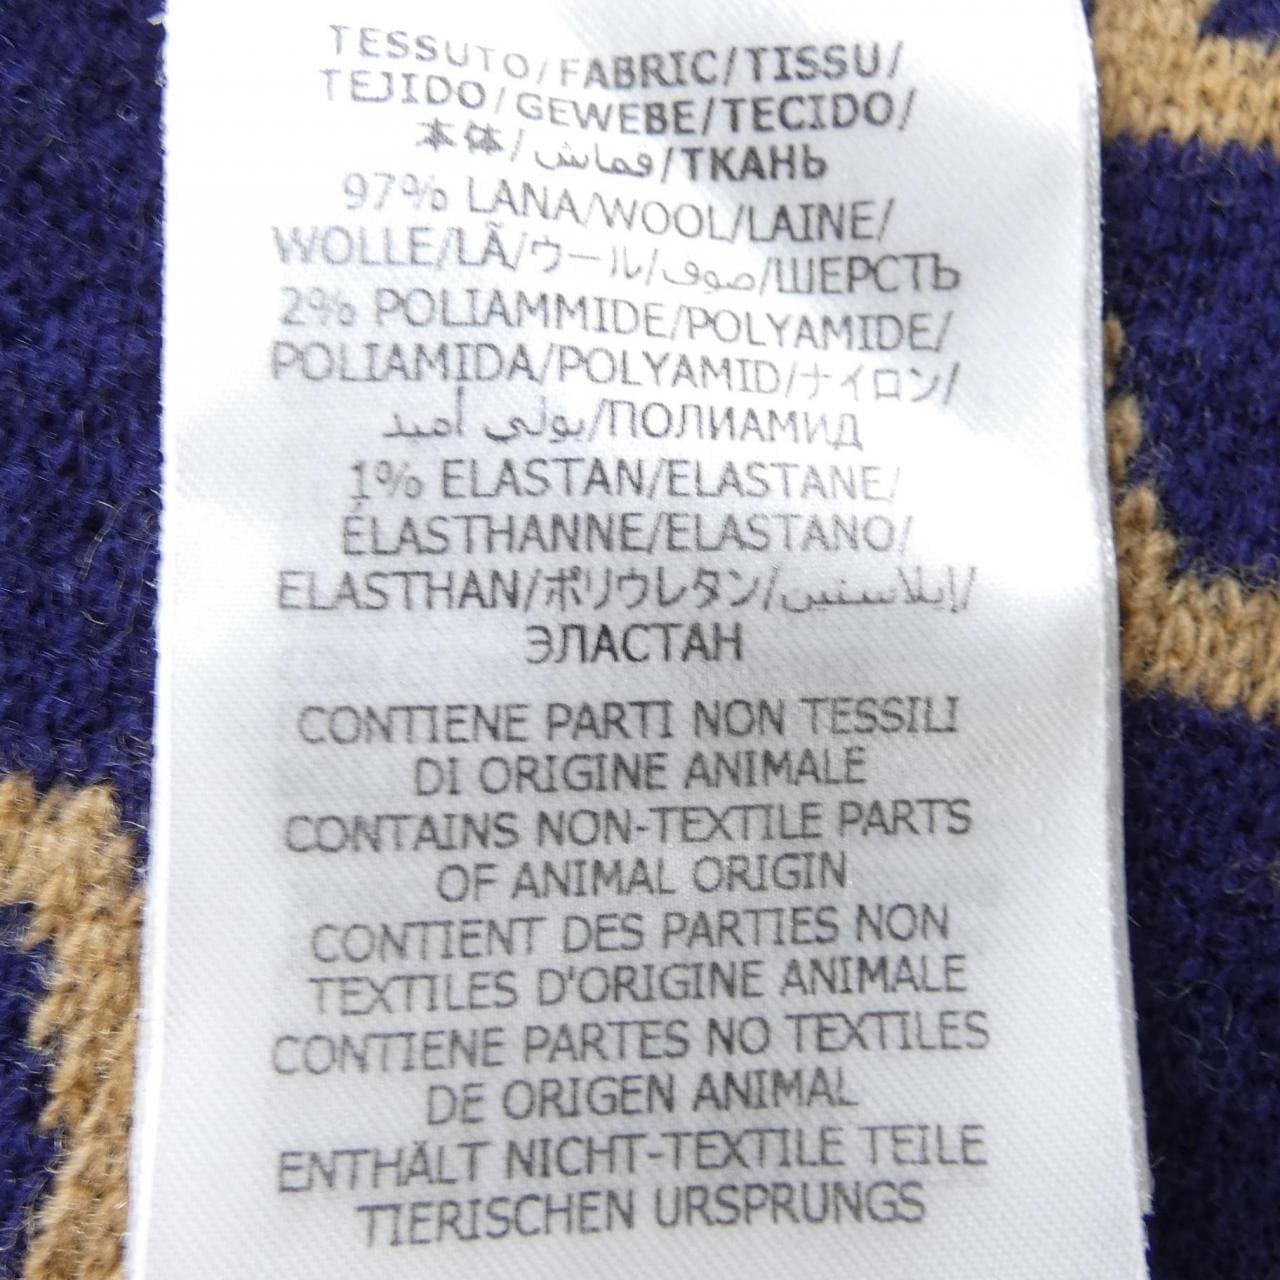 TESSUTO/FABRIC/TISSU/
TEJIDO/GEWEBE/TECIDO/
本体/قماش/ТКАНЬ
97% LANA/WOOL/LAINE/
WOLLE/LÃ/ウール/صوف/ШЕРСТЬ
2% POLIAMMIDE/POLYAMIDE/
POLIAMIDA/POLYAMID/ナイロン/
بولي أميد/ПОЛИАМИД
1% ELASTAN/ELASTANE/
ÉLASTHANNE/ELASTANO/
ELASTHAN/ポリウレタン/إيلاستين/
ЭЛАСТАН
CONTIENE PARTI NON TESSILI
DI ORIGINE ANIMALE
CONTAINS NON-TEXTILE PARTS
OF ANIMAL ORIGIN
CONTIENT DES PARTIES NON
TEXTILES D'ORIGINE ANIMALE
CONTIENE PARTES NO TEXTILES
DE ORIGEN ANIMAL
ENTHÄLT NICHT-TEXTILE TEILE
TIERISCHEN URSPRUNGS